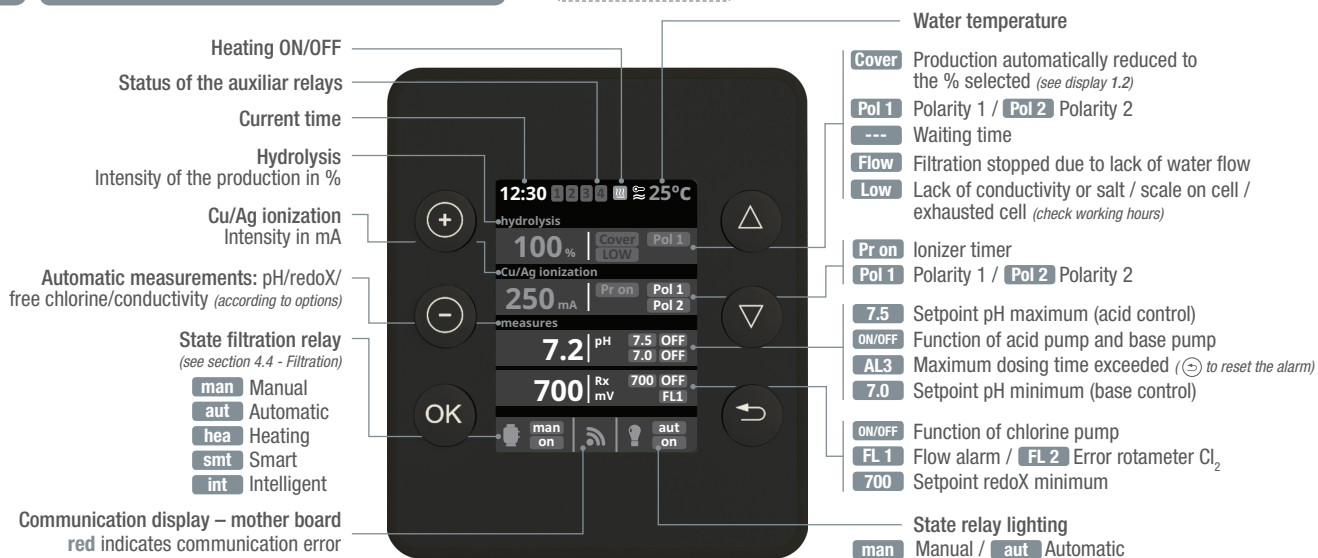 Heating ON/OFF
Status of the auxiliar relays
Current time
Hydrolysis
Intensity of the production in %
Cu/Ag ionization
Intensity in mA
Automatic measurements: pH/redoX/
free chlorine/conductivity (according to options)
State filtration relay
(see section 4.4 - Filtration)
man Manual
aut Automatic
hea Heating
smt Smart
int Intelligent
Communication display – mother board
red indicates communication error
+
−
OK
12:30 1 2 3 4 25ºC
hydrolysis
100 % Cover Pol 1
LOW
Cu/Ag ionization
250 mA Pr on Pol 1
Pol 2
measures
7.2 pH 7.5 OFF
7.0 OFF
700 Rx 700 OFF
mV FL1
man aut
on on
Water temperature
Cover Production automatically reduced to
the % selected (see display 1.2)
Pol 1 Polarity 1 / Pol 2 Polarity 2
--- Waiting time
Flow Filtration stopped due to lack of water flow
Low Lack of conductivity or salt / scale on cell /
exhausted cell (check working hours)
Pr on Ionizer timer
Pol 1 Polarity 1 / Pol 2 Polarity 2
7.5 Setpoint pH maximum (acid control)
ON/OFF Function of acid pump and base pump
AL3 Maximum dosing time exceeded ( to reset the alarm)
7.0 Setpoint pH minimum (base control)
ON/OFF Function of chlorine pump
FL 1 Flow alarm / FL 2 Error rotameter Cl₂
700 Setpoint redoX minimum
State relay lighting
man Manual / aut Automatic